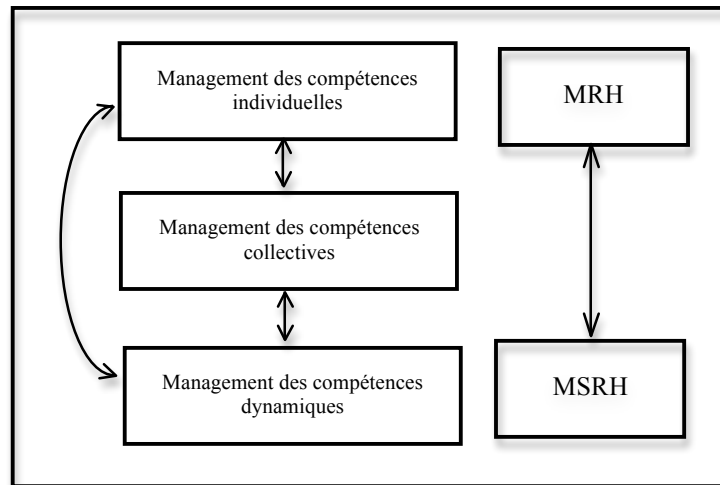 Management des compétences
individuelles
MRH
Management des compétences
collectives
Management des compétences
dynamiques
MSRH